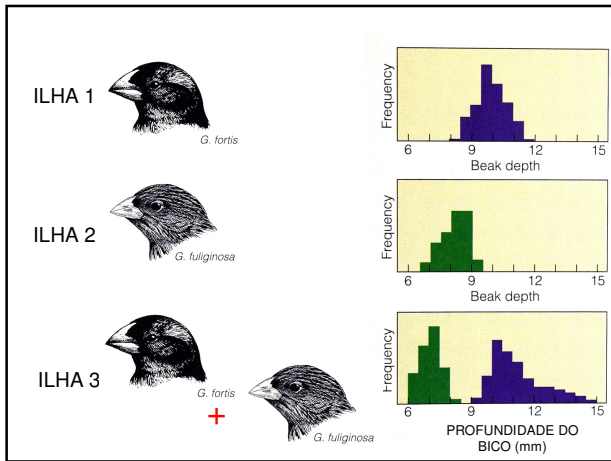 ILHA 1
G. fortis
Frequency
6 9 12 15
Beak depth
ILHA 2
G. fuliginosa
Frequency
6 9 12 15
Beak depth
ILHA 3
G. fortis
+
G. fuliginosa
Frequency
6 9 12 15
PROFUNDIDADE DO
BICO (mm)